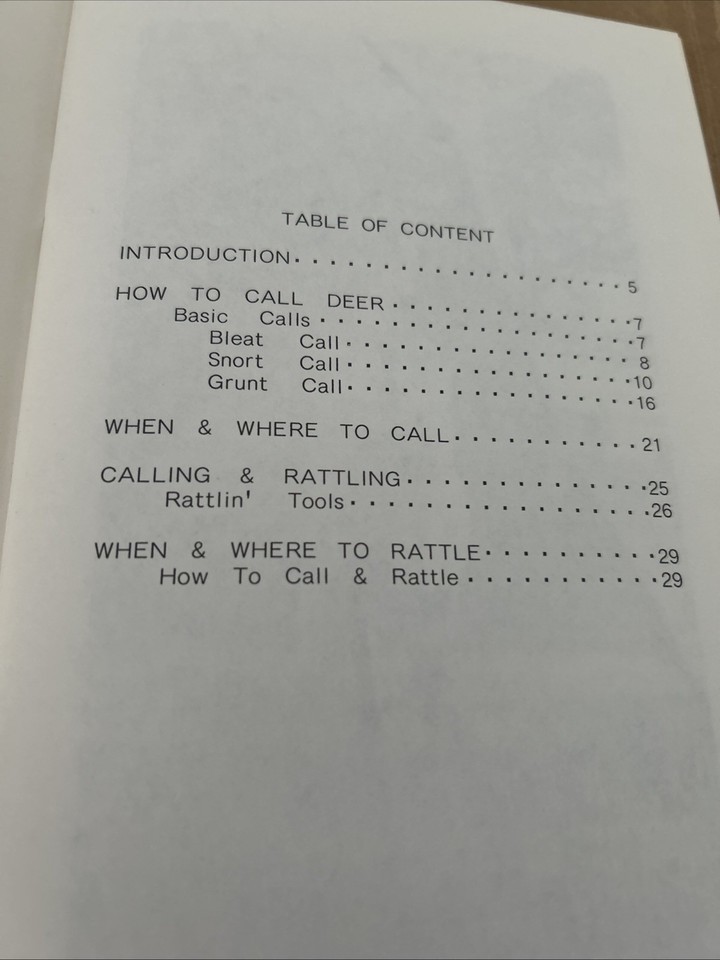 TABLE OF CONTENT
INTRODUCTION. . . . . . . . . . . . . . . . . . . 5
HOW TO CALL DEER . . . . . . . . . . . . . . 7
Basic Calls . . . . . . . . . . . . . . . . . . 7
Bleat Call . . . . . . . . . . . . . . . . . 8
Snort Call . . . . . . . . . . . . . . . . . 10
Grunt Call . . . . . . . . . . . . . . . . . 16
WHEN & WHERE TO CALL . . . . . . . . . . . 21
CALLING & RATTLING . . . . . . . . . . . . . . 25
Rattlin' Tools . . . . . . . . . . . . . . . . . 26
WHEN & WHERE TO RATTLE . . . . . . . . . . 29
How To Call & Rattle . . . . . . . . . . . 29